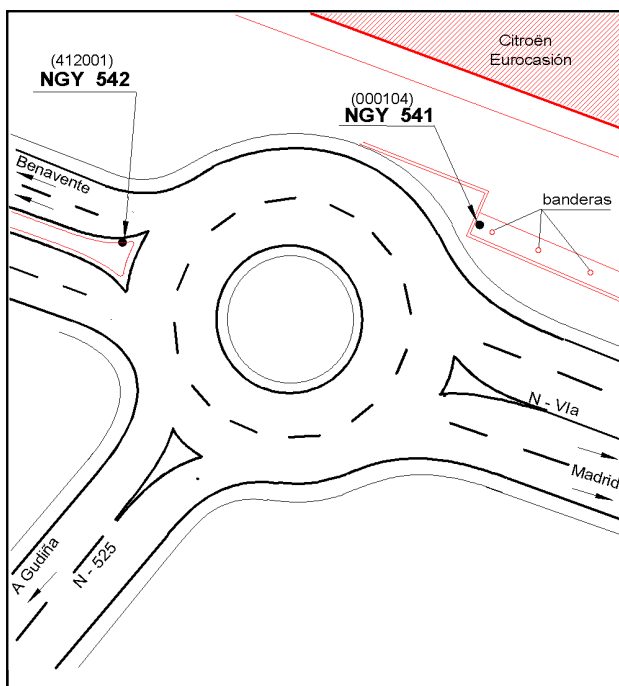 Citroën
Eurocasión
(412001)
NGY 542
(000104)
NGY 541
Benavente
banderas
N - VIa
Madrid
A Gudiña
N - 525